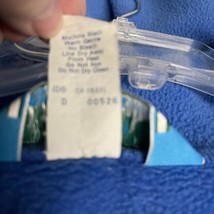 Machine Wash
Warm Gentle
No Bleach
Line Dry Away
From Heat
Do Not Iron
Do Not Dry Clean
D 00526